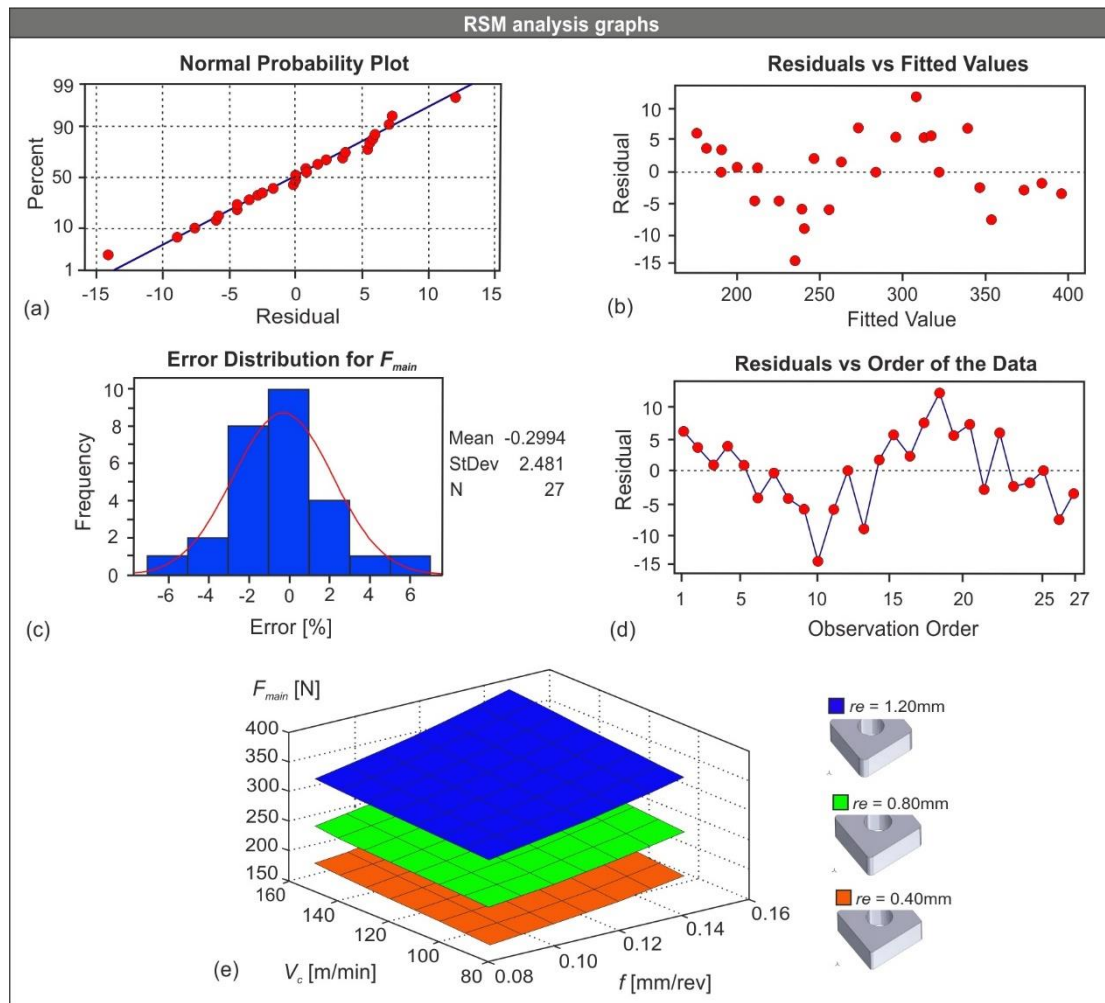 RSM analysis graphs
Normal Probability Plot
99
90
50
10
1
Percent
-15 -10 -5 0 5 10 15
Residual
(a)
Residuals vs Fitted Values
10
5
0
-5
-10
-15
Residual
200 250 300 350 400
Fitted Value
(b)
Error Distribution for F_main
10
8
6
4
2
0
Frequency
-6 -4 -2 0 2 4 6
Error [%]
Mean -0.2994
StDev 2.481
N 27
(c)
Residuals vs Order of the Data
10
5
0
-5
-10
-15
Residual
1 5 10 15 20 25 27
Observation Order
(d)
F_main [N]
400
350
300
250
200
150
160 140 120 100 80
V_c [m/min]
0.08 0.10 0.12 0.14 0.16
f [mm/rev]
(e)
re = 1.20mm
re = 0.80mm
re = 0.40mm